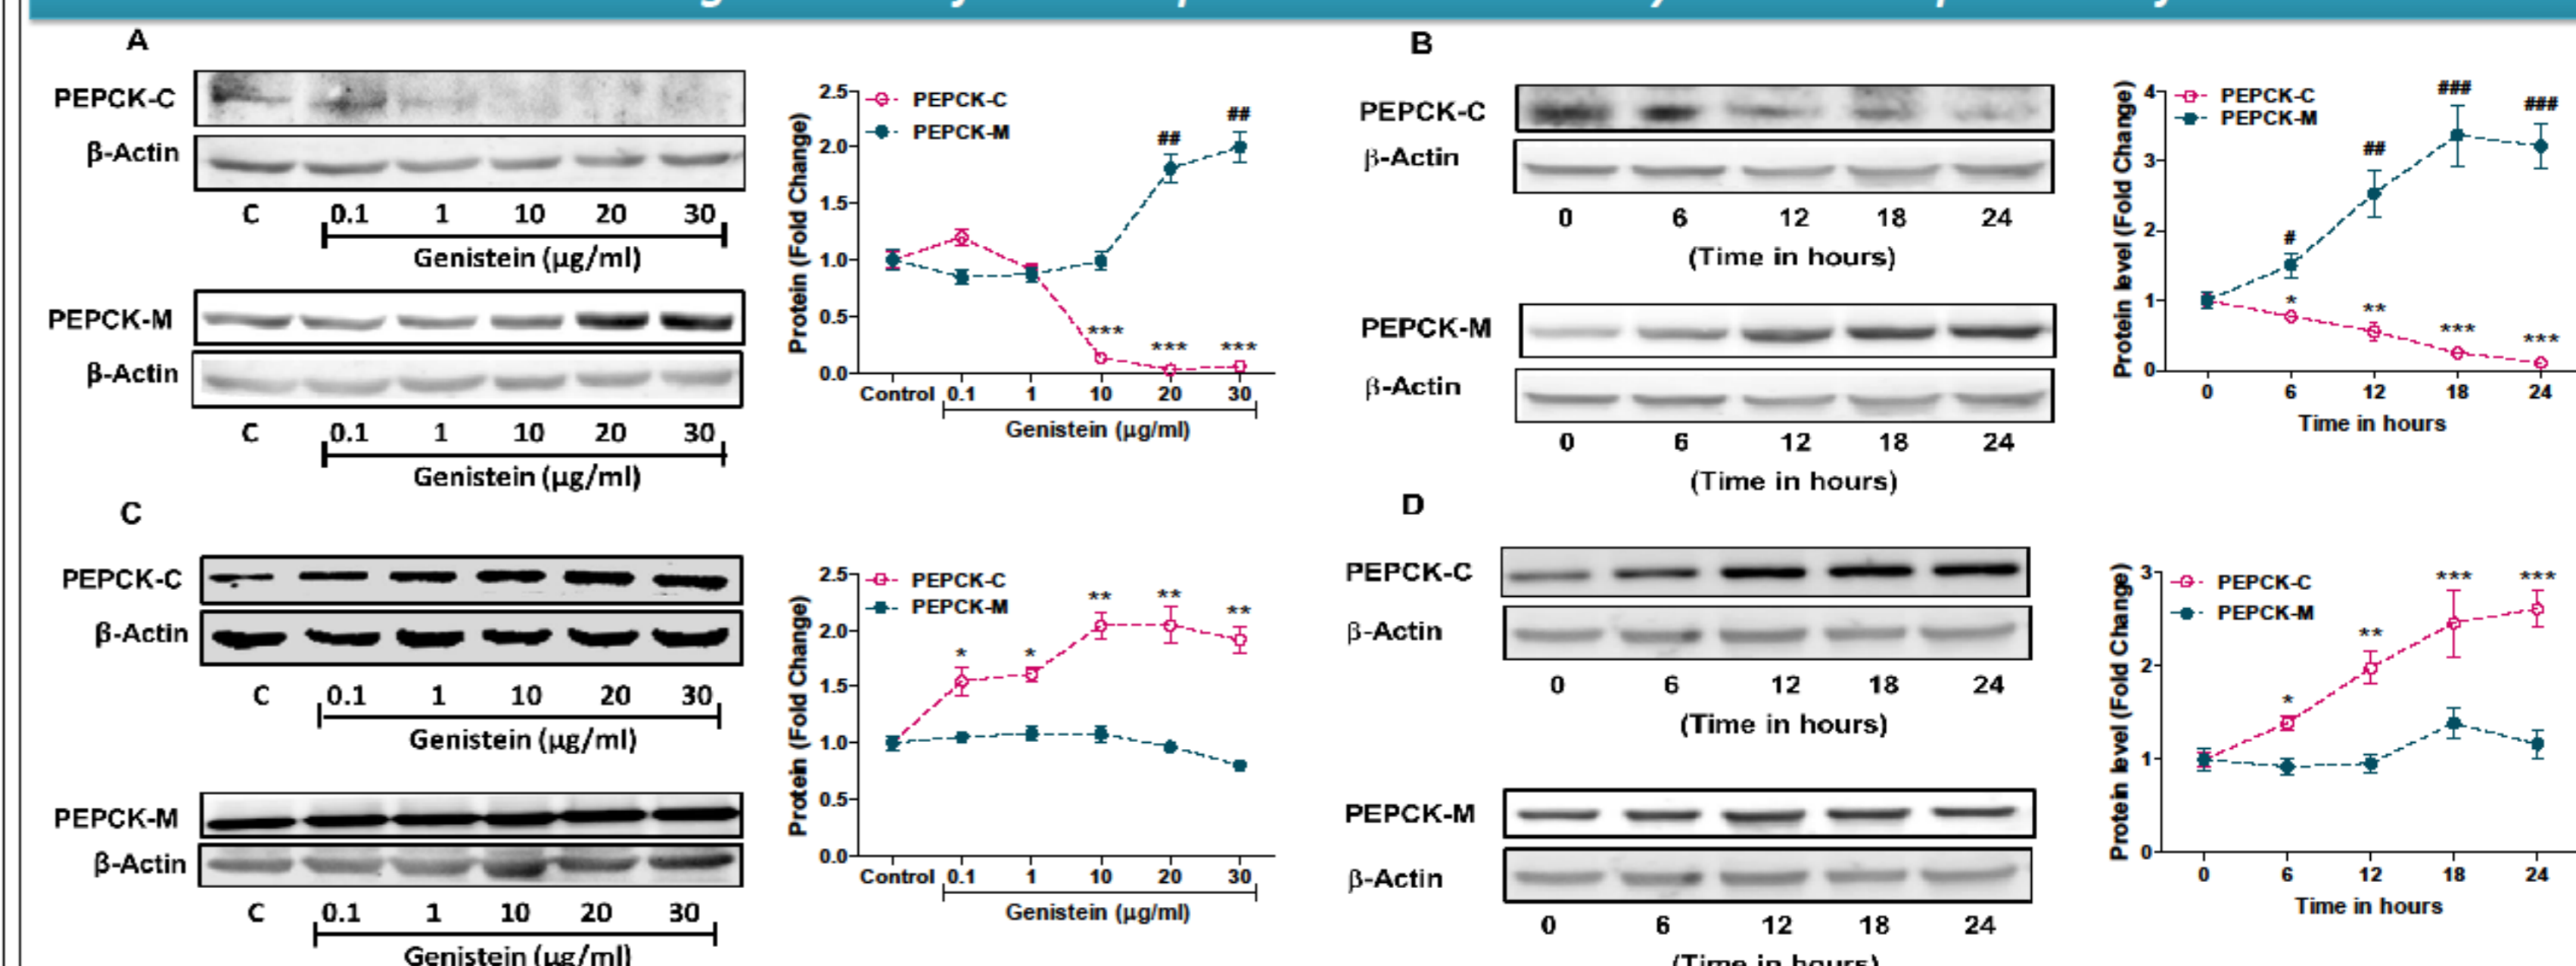 A
PEPCK-C
β-Actin
C 0.1 1 10 20 30
Genistein (µg/ml)
PEPCK-M
β-Actin
C 0.1 1 10 20 30
Genistein (µg/ml)
2.5
2.0
1.5
1.0
0.5
0.0
Protein (Fold Change)
PEPCK-C
PEPCK-M
## ##
*** *** ***
Control 0.1 1 10 20 30
Genistein (µg/ml)
B
PEPCK-C
β-Actin
0 6 12 18 24
(Time in hours)
PEPCK-M
β-Actin
0 6 12 18 24
(Time in hours)
4
3
2
1
0
Protein level (Fold Change)
PEPCK-C
PEPCK-M
# ## ### ###
* ** *** ***
0 6 12 18 24
Time in hours
C
PEPCK-C
β-Actin
C 0.1 1 10 20 30
Genistein (µg/ml)
PEPCK-M
β-Actin
C 0.1 1 10 20 30
Genistein (µg/ml)
2.5
2.0
1.5
1.0
0.5
0.0
Protein (Fold Change)
PEPCK-C
PEPCK-M
* * ** ** **
Control 0.1 1 10 20 30
Genistein (µg/ml)
D
PEPCK-C
β-Actin
0 6 12 18 24
(Time in hours)
PEPCK-M
β-Actin
0 6 12 18 24
(Time in hours)
3
2
1
0
Protein level (Fold Change)
PEPCK-C
PEPCK-M
* ** *** ***
0 6 12 18 24
Time in hours